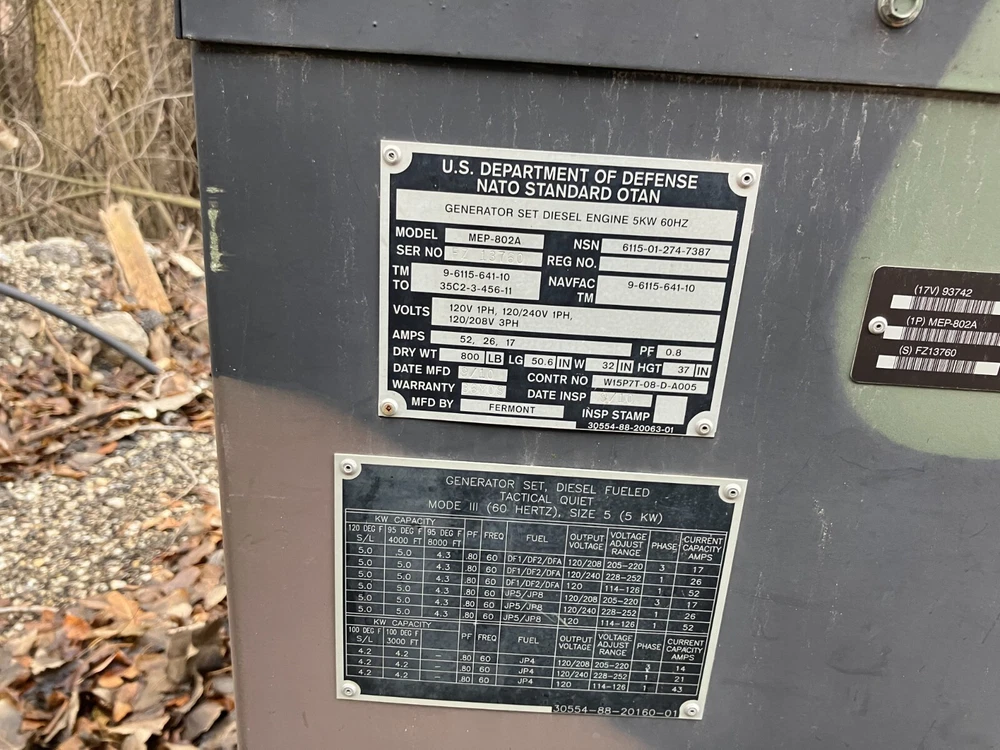 U.S. DEPARTMENT OF DEFENSE
NATO STANDARD OTAN
GENERATOR SET DIESEL ENGINE 5KW 60HZ
MODEL MEP-802A
NSN 6115-01-274-7387
SER NO
REG NO.
TM 9-6115-641-10
TO 35C2-3-456-11
NAVFAC TM 9-6115-641-10
VOLTS 120V 1PH, 120/240V 1PH,
120/208V 3PH
AMPS 52, 26, 17 PF 0.8
DRY WT 800 LB LG 50.6 IN W 32 IN HGT 37 IN
DATE MFD CONTR NO W15P7T-08-D-A005
WARRANTY DATE INSP
MFD BY FERMONT INSP STAMP
30554-88-20063-01
(17V) 93742
(1P) MEP-802A
(S) FZ13760
GENERATOR SET, DIESEL FUELED
TACTICAL QUIET
MODE III (60 HERTZ), SIZE 5 (5 KW)
KW CAPACITY
120 DEG F S/L 95 DEG F 4000 FT 95 DEG F 8000 FT PF FREQ FUEL OUTPUT VOLTAGE VOLTAGE ADJUST RANGE PHASE CURRENT CAPACITY AMPS
5.0 5.0 4.3 .80 60 DF1/DF2/DFA 120/208 205-220 3 17
5.0 5.0 4.3 .80 60 DF1/DF2/DFA 120/240 228-252 1 26
5.0 5.0 4.3 .80 60 DF1/DF2/DFA 120 114-126 1 52
5.0 5.0 4.3 .80 60 JP5/JP8 120/208 205-220 3 17
5.0 5.0 4.3 .80 60 JP5/JP8 120/240 228-252 1 26
5.0 5.0 4.3 .80 60 JP5/JP8 120 114-126 1 52
KW CAPACITY
100 DEG F S/L 100 DEG F 3000 FT PF FREQ FUEL OUTPUT VOLTAGE VOLTAGE ADJUST RANGE PHASE CURRENT CAPACITY AMPS
4.2 4.2 - .80 60 JP4 120/208 205-220 3 14
4.2 4.2 - .80 60 JP4 120/240 228-252 1 21
4.2 4.2 - .80 60 JP4 120 114-126 1 43
30554-88-20160-01